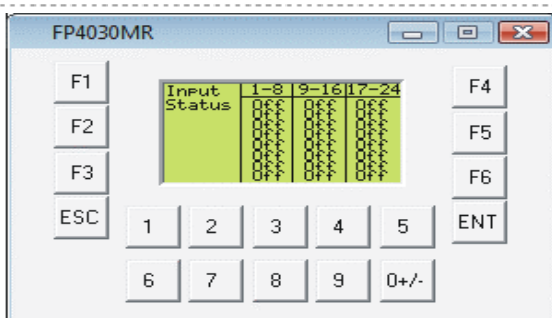 FP4030MR
F1
F2
F3
ESC
Input 1-8 9-16 17-24
Status Off Off Off
Off Off Off
Off Off Off
Off Off Off
Off Off Off
Off Off Off
Off Off Off
Off Off Off
F4
F5
F6
ENT
1 2 3 4 5
6 7 8 9 0+/-